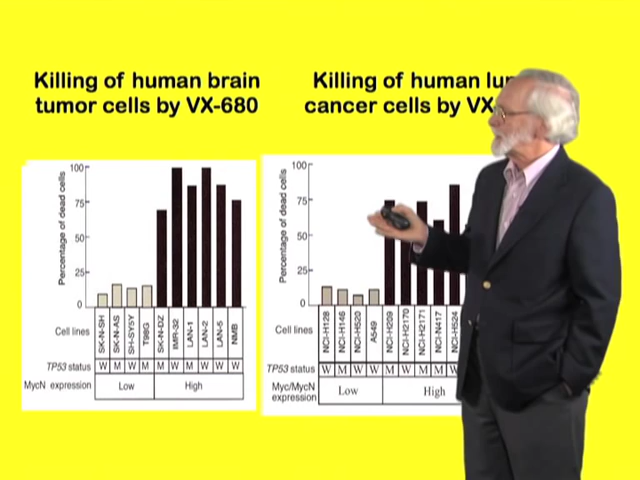 Killing of human brain
tumor cells by VX-680
Killing of human
cancer cells by
Percentage of dead cells
100
75
50
25
0
Cell lines
SK-N-SH
SK-N-AS
SH-SY5Y
T98G
SK-N-DZ
IMR-32
LAN-1
LAN-2
LAN-5
NMB
TP53 status
W M W M M W M W W W
MycN expression
Low
High
Percentage of dead cells
100
75
50
25
0
Cell lines
NCI-H128
NCI-H146
NCI-H520
A549
NCI-H209
NCI-H2170
NCI-H2171
NCI-N417
NCI-H524
TP53 status
W M W W M W M M W
Myc/MycN
expression
Low
High